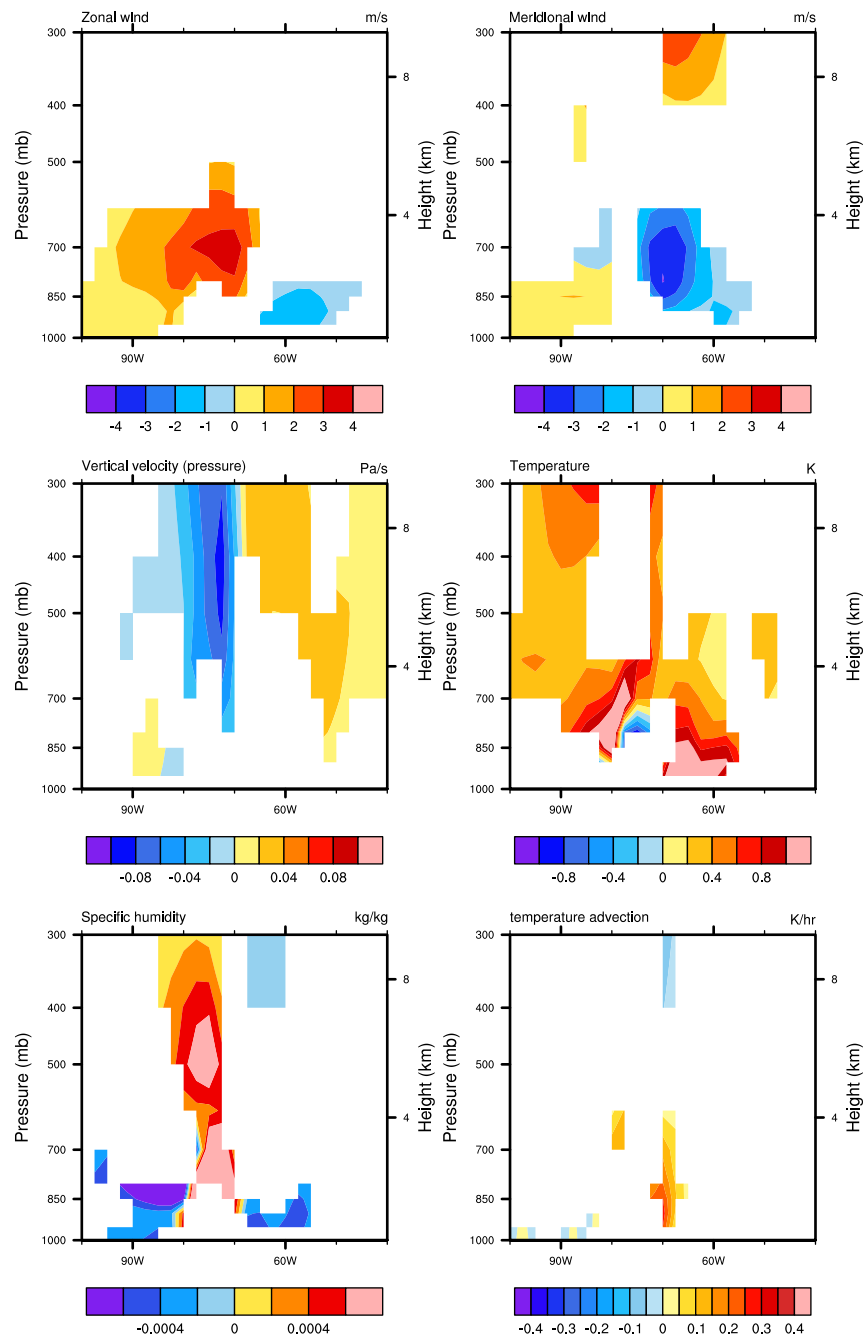 Zonal wind m/s
Pressure (mb)
Height (km)
300
400
500
700
850
1000
8
4
90W 60W
-4 -3 -2 -1 0 1 2 3 4
Meridional wind m/s
Pressure (mb)
Height (km)
300
400
500
700
850
1000
8
4
90W 60W
-4 -3 -2 -1 0 1 2 3 4
Vertical velocity (pressure) Pa/s
Pressure (mb)
Height (km)
300
400
500
700
850
1000
8
4
90W 60W
-0.08 -0.04 0 0.04 0.08
Temperature K
Pressure (mb)
Height (km)
300
400
500
700
850
1000
8
4
90W 60W
-0.8 -0.4 0 0.4 0.8
Specific humidity kg/kg
Pressure (mb)
Height (km)
300
400
500
700
850
1000
8
4
90W 60W
-0.0004 0 0.0004
temperature advection K/hr
Pressure (mb)
Height (km)
300
400
500
700
850
1000
8
4
90W 60W
-0.4 -0.3 -0.2 -0.1 0 0.1 0.2 0.3 0.4